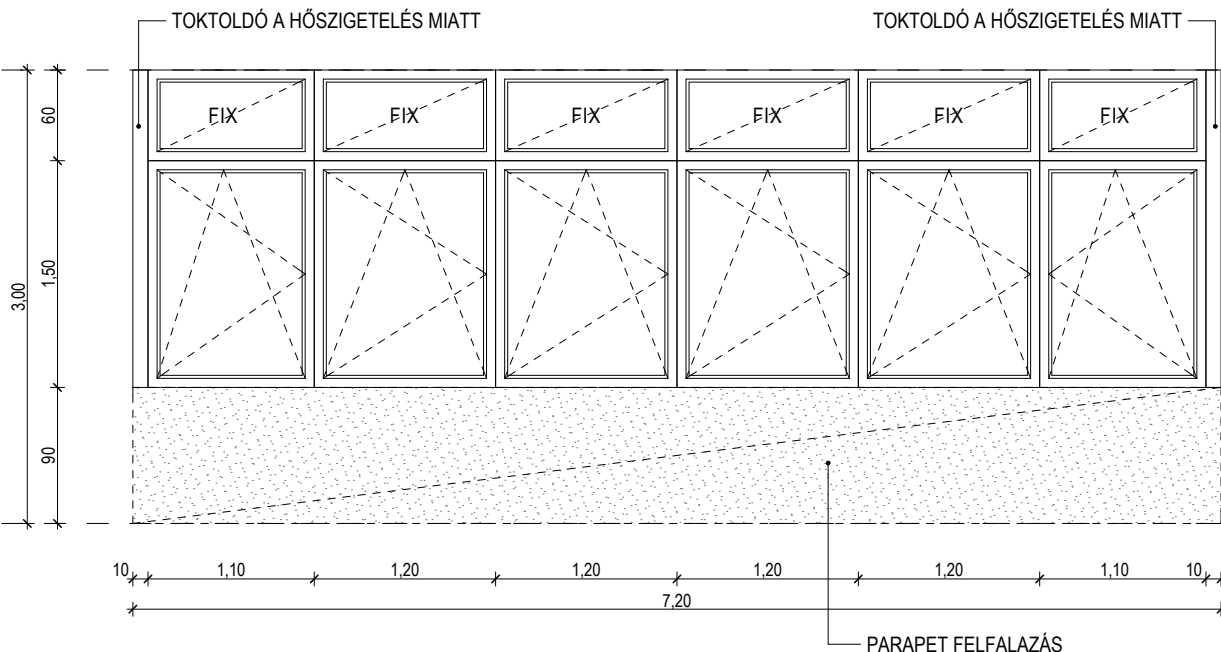 TOKTOLDÓ A HŐSZIGETELÉS MIATT
TOKTOLDÓ A HŐSZIGETELÉS MIATT
FIX
FIX
FIX
FIX
FIX
FIX
60
1,50
3,00
90
10
1,10
1,20
1,20
1,20
1,20
1,10
10
7,20
PARAPET FELFALAZÁS